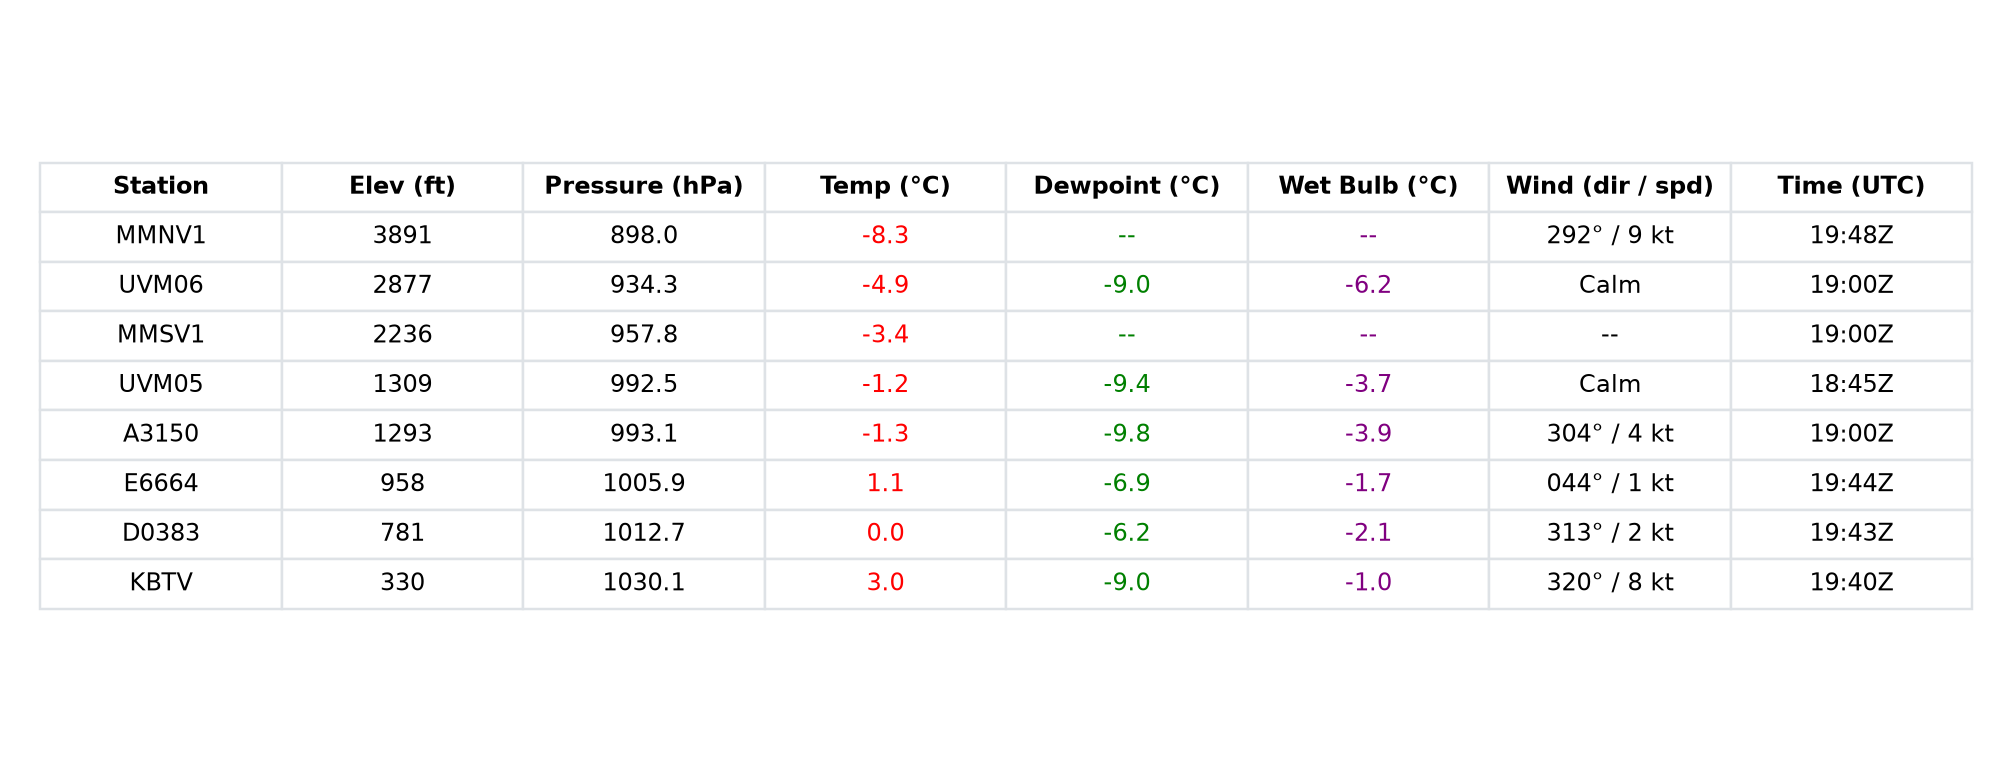 Station Elev (ft) Pressure (hPa) Temp (°C) Dewpoint (°C) Wet Bulb (°C) Wind (dir / spd) Time (UTC)
MMNV1 3891 898.0 -8.3 -- -- 292° / 9 kt 19:48Z
UVM06 2877 934.3 -4.9 -9.0 -6.2 Calm 19:00Z
MMSV1 2236 957.8 -3.4 -- -- -- 19:00Z
UVM05 1309 992.5 -1.2 -9.4 -3.7 Calm 18:45Z
A3150 1293 993.1 -1.3 -9.8 -3.9 304° / 4 kt 19:00Z
E6664 958 1005.9 1.1 -6.9 -1.7 044° / 1 kt 19:44Z
D0383 781 1012.7 0.0 -6.2 -2.1 313° / 2 kt 19:43Z
KBTV 330 1030.1 3.0 -9.0 -1.0 320° / 8 kt 19:40Z